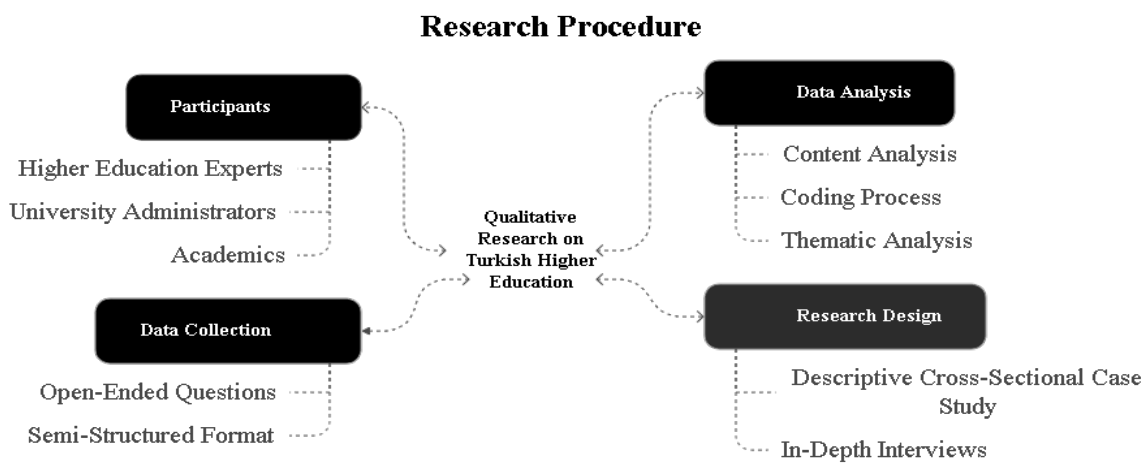 Research Procedure
Participants
Higher Education Experts
University Administrators
Academics
Data Collection
Open-Ended Questions
Semi-Structured Format
Qualitative
Research on
Turkish Higher
Education
Data Analysis
Content Analysis
Coding Process
Thematic Analysis
Research Design
Descriptive Cross-Sectional Case
Study
In-Depth Interviews